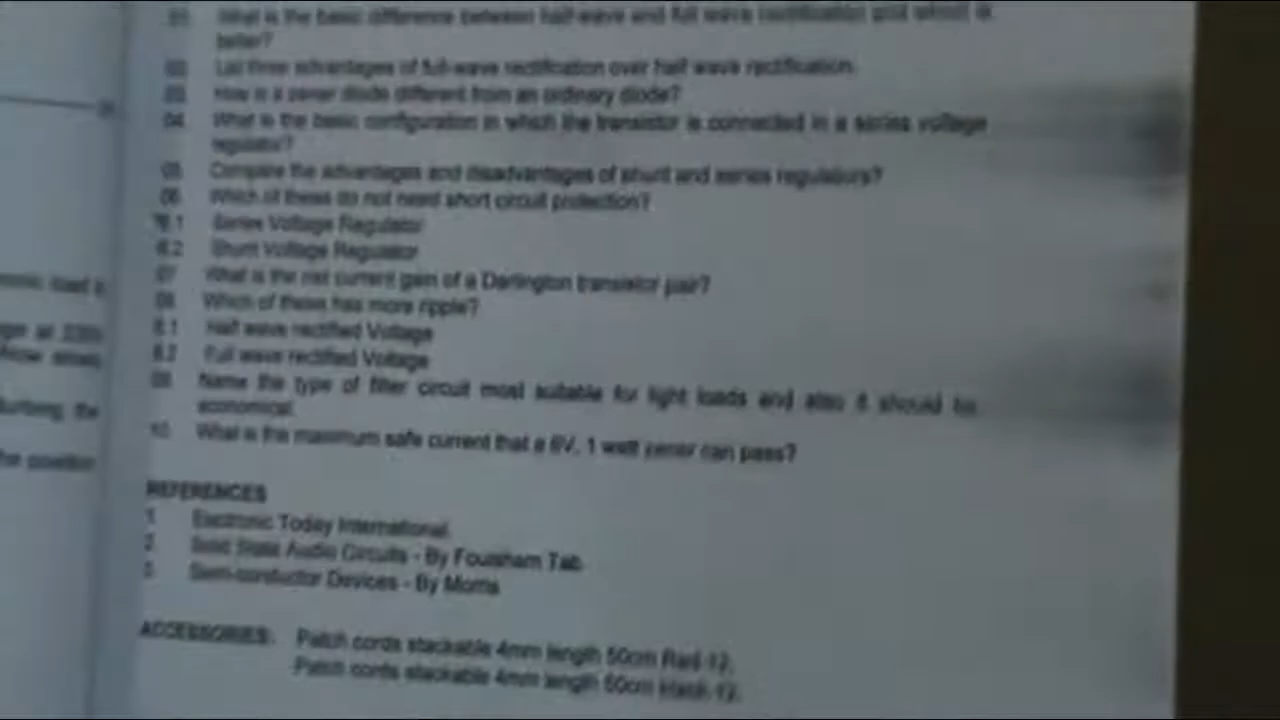 01 What is the basic difference between half-wave and full wave rectification and which is
better?
02 List three advantages of full-wave rectification over half wave rectification.
03 How is a zener diode different from an ordinary diode?
04 What is the basic configuration in which the transistor is connected in a series voltage
regulator?
05 Compare the advantages and disadvantages of shunt and series regulators?
06 Which of these do not need short circuit protection?
6.1 Series Voltage Regulator
6.2 Shunt Voltage Regulator
07 What is the net current gain of a Darlington transistor pair?
08 Which of these has more ripple?
8.1 Half wave rectified Voltage
8.2 Full wave rectified Voltage
09 Name the type of filter circuit most suitable for light loads and also it should be
economical.
10 What is the maximum safe current that a 6V, 1 watt zener can pass?
REFERENCES
1 Electronic Today International.
2 Solid State Audio Circuits - By Tab
3 Semi-conductor Devices - By Morris
ACCESSORIES: Patch cords stackable 4mm length 50cm Red-12,
Patch cords stackable 4mm length 50cm Black-12.